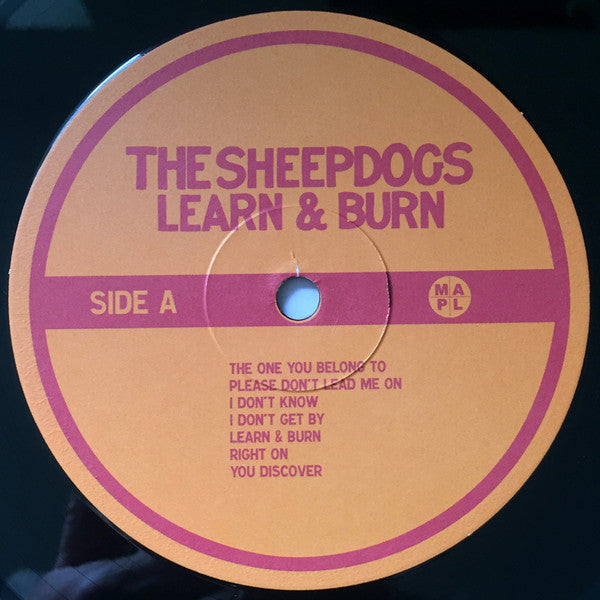 THE SHEEPDOGS
LEARN & BURN
SIDE A
M A
P L
THE ONE YOU BELONG TO
PLEASE DON'T LEAD ME ON
I DON'T KNOW
I DON'T GET BY
LEARN & BURN
RIGHT ON
YOU DISCOVER